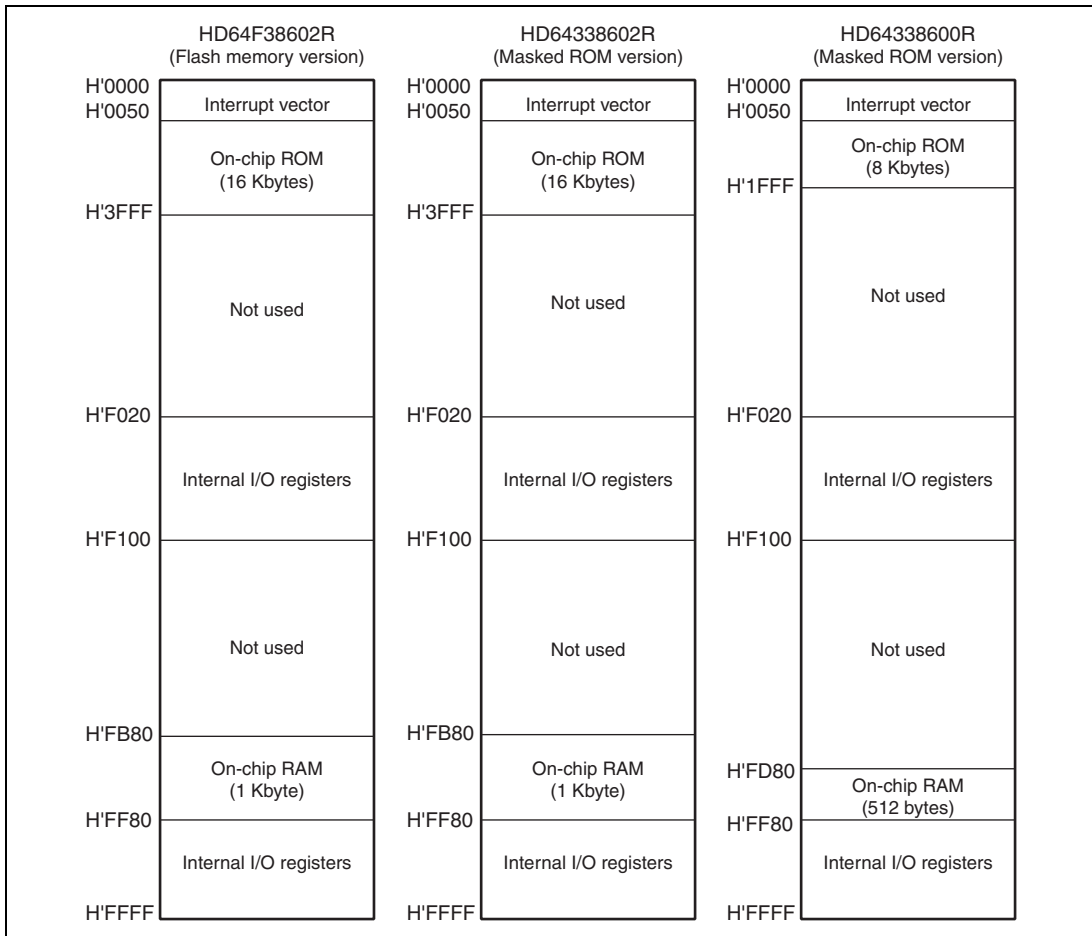 HD64F38602R
(Flash memory version)
H'0000
Interrupt vector
H'0050
On-chip ROM
(16 Kbytes)
H'3FFF
Not used
H'F020
Internal I/O registers
H'F100
Not used
H'FB80
On-chip RAM
(1 Kbyte)
H'FF80
Internal I/O registers
H'FFFF
HD64338602R
(Masked ROM version)
H'0000
Interrupt vector
H'0050
On-chip ROM
(16 Kbytes)
H'3FFF
Not used
H'F020
Internal I/O registers
H'F100
Not used
H'FB80
On-chip RAM
(1 Kbyte)
H'FF80
Internal I/O registers
H'FFFF
HD64338600R
(Masked ROM version)
H'0000
Interrupt vector
H'0050
On-chip ROM
(8 Kbytes)
H'1FFF
Not used
H'F020
Internal I/O registers
H'F100
Not used
H'FD80
On-chip RAM
(512 bytes)
H'FF80
Internal I/O registers
H'FFFF